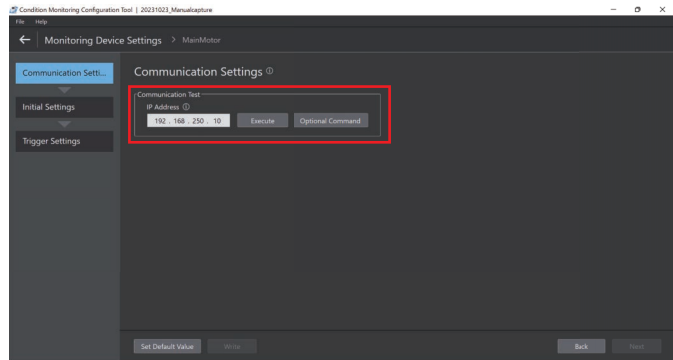 Condition Monitoring Configuration Tool | 20231023_Manualcapture
File Help
Monitoring Device Settings > MainMotor
Communication Setti...
Initial Settings
Trigger Settings
Communication Settings
Communication Test
IP Address
192 . 168 . 250 . 10 Execute Optional Command
Set Default Value Write Back Next